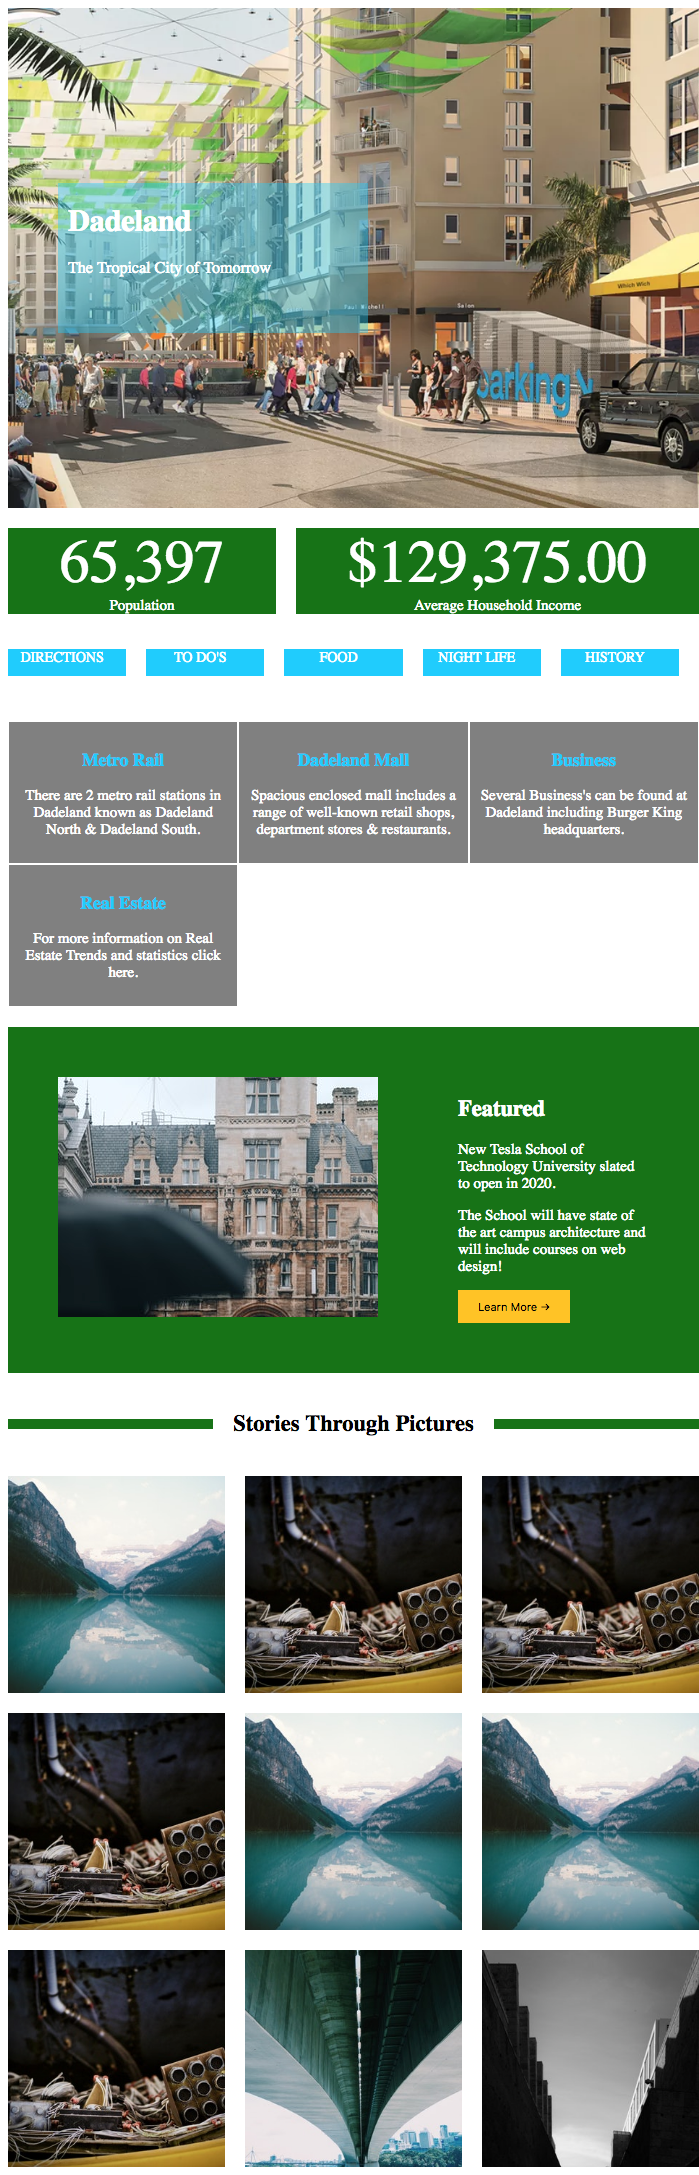 Dadeland
The Tropical City of Tomorrow
Paul Michell
Salon
Which Wich
parking
65,397
Population
$129,375.00
Average Household Income
DIRECTIONS
TO DO'S
FOOD
NIGHT LIFE
HISTORY
Metro Rail
There are 2 metro rail stations in
Dadeland known as Dadeland
North & Dadeland South.
Dadeland Mall
Spacious enclosed mall includes a
range of well-known retail shops,
department stores & restaurants.
Business
Several Business's can be found at
Dadeland including Burger King
headquarters.
Real Estate
For more information on Real
Estate Trends and statistics click
here.
Featured
New Tesla School of
Technology University slated
to open in 2020.
The School will have state of
the art campus architecture and
will include courses on web
design!
Learn More →
Stories Through Pictures